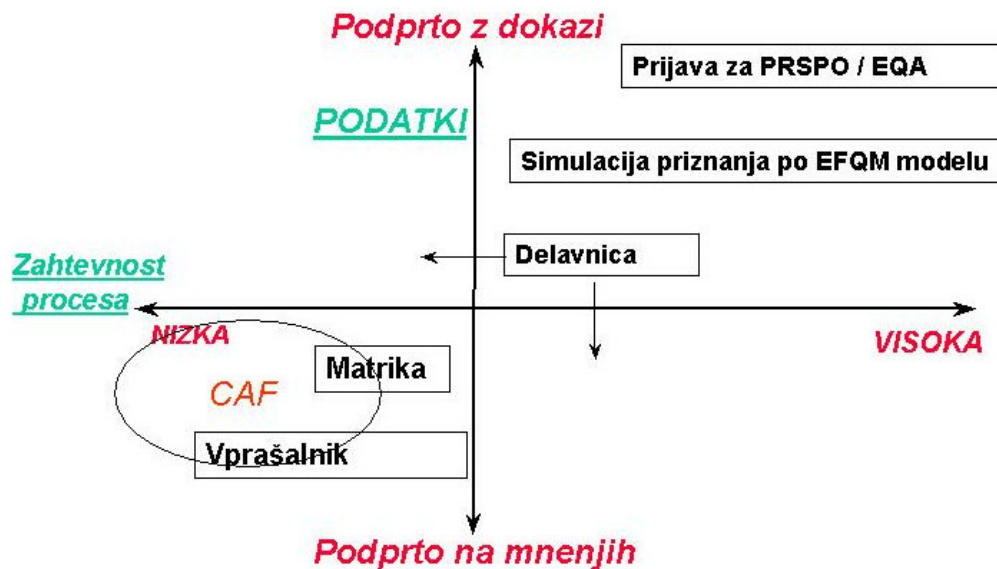 Podprto z dokazi
Prijava za PRSPO / EQA
PODATKI
Simulacija priznanja po EFQM modelu
Delavnica
Zahtevnost
procesa
NIZKA
VISOKA
Matrika
CAF
Vprašalnik
Podprto na mnenjih